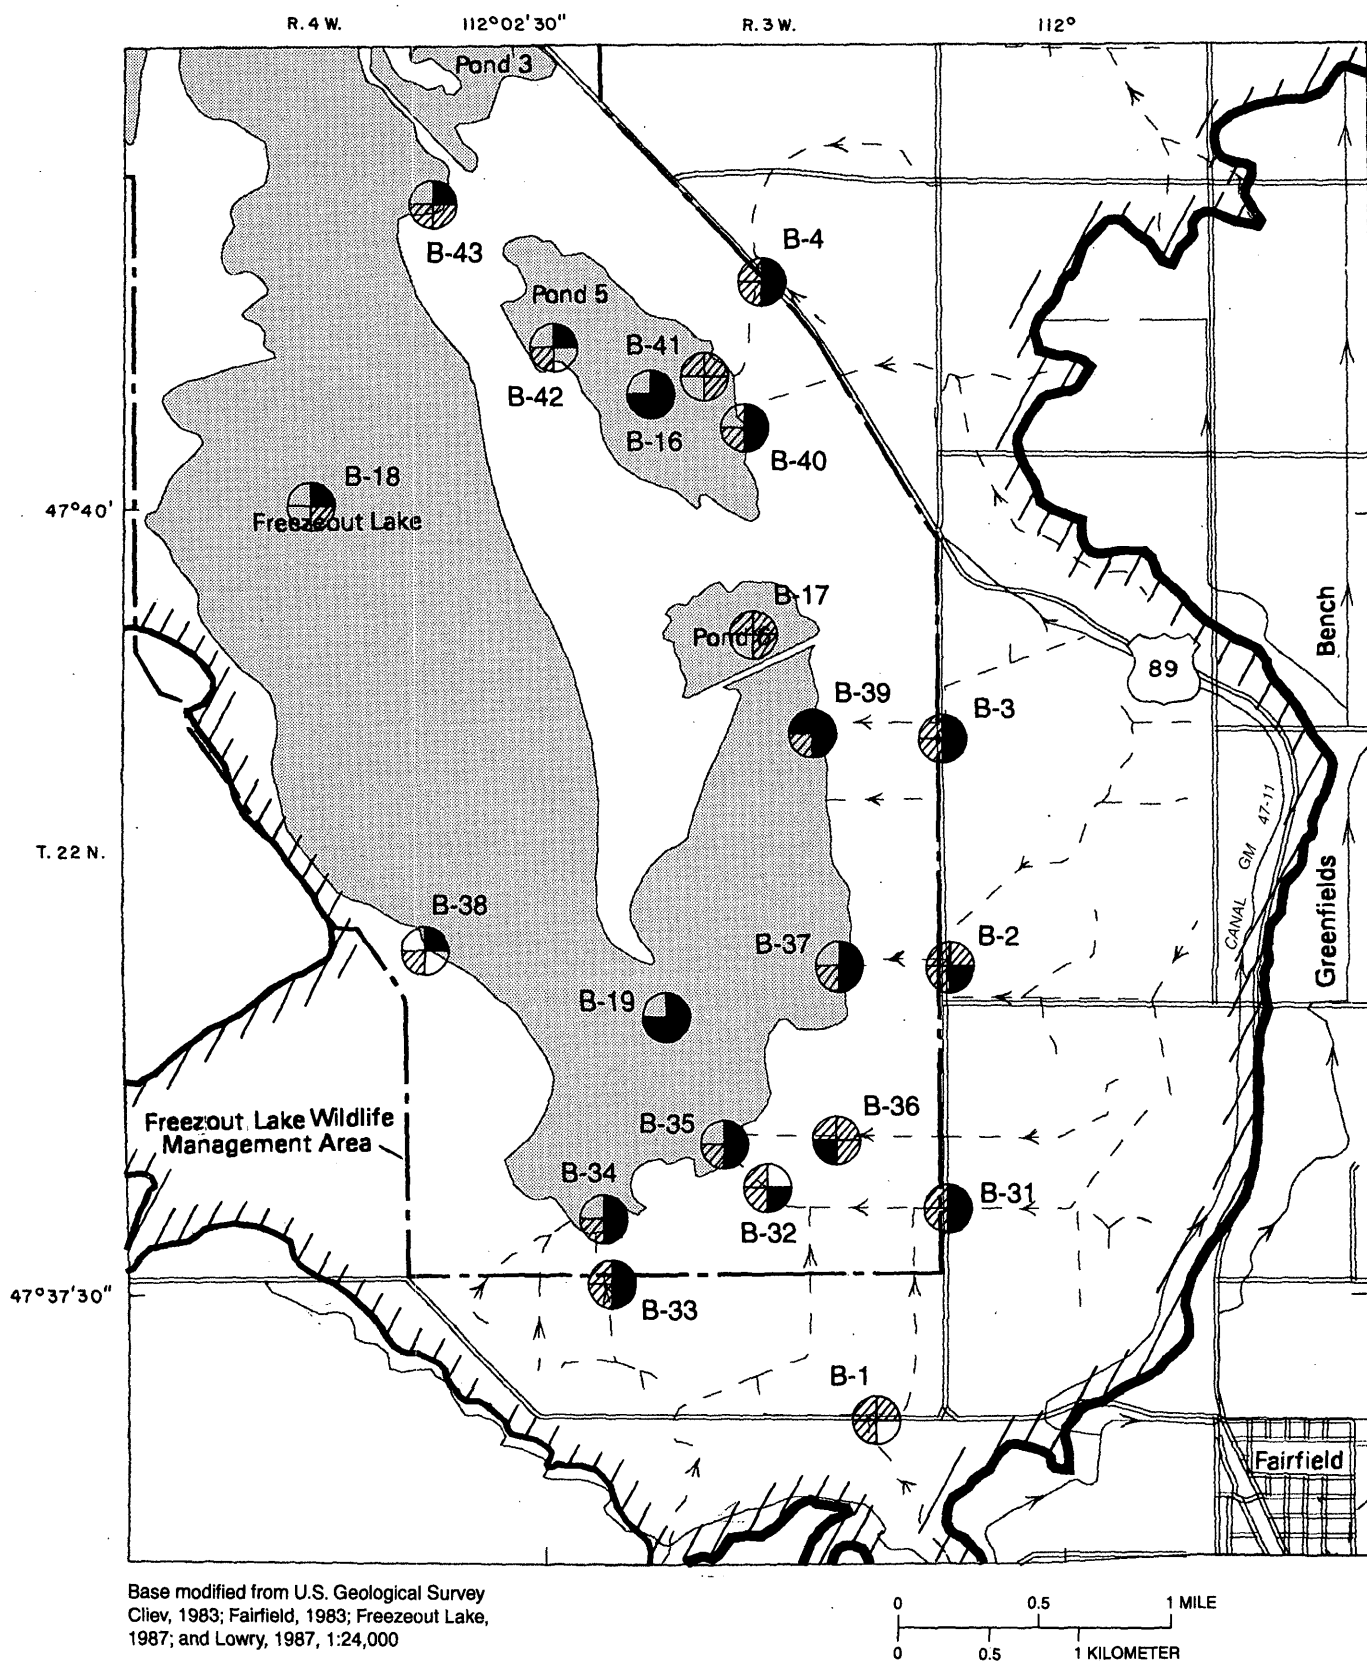 R. 4 W. 112°02'30" R. 3 W. 112°
Pond 3
B-43
B-4
Pond 5
B-41
B-42
B-16
B-40
B-18
47°40'
Freezeout Lake
B-17
Pond 6
Bench
89
B-39
B-3
CANAL GM 47-11
T. 22 N.
Greenfields
B-38
B-37
B-2
B-19
Freezout Lake Wildlife
Management Area
B-35
B-36
B-34
B-32
B-31
47°37'30"
B-33
B-1
Fairfield
Base modified from U.S. Geological Survey
Cliev, 1983; Fairfield, 1983; Freezeout Lake,
1987; and Lowry, 1987, 1:24,000
0 0.5 1 MILE
0 0.5 1 KILOMETER